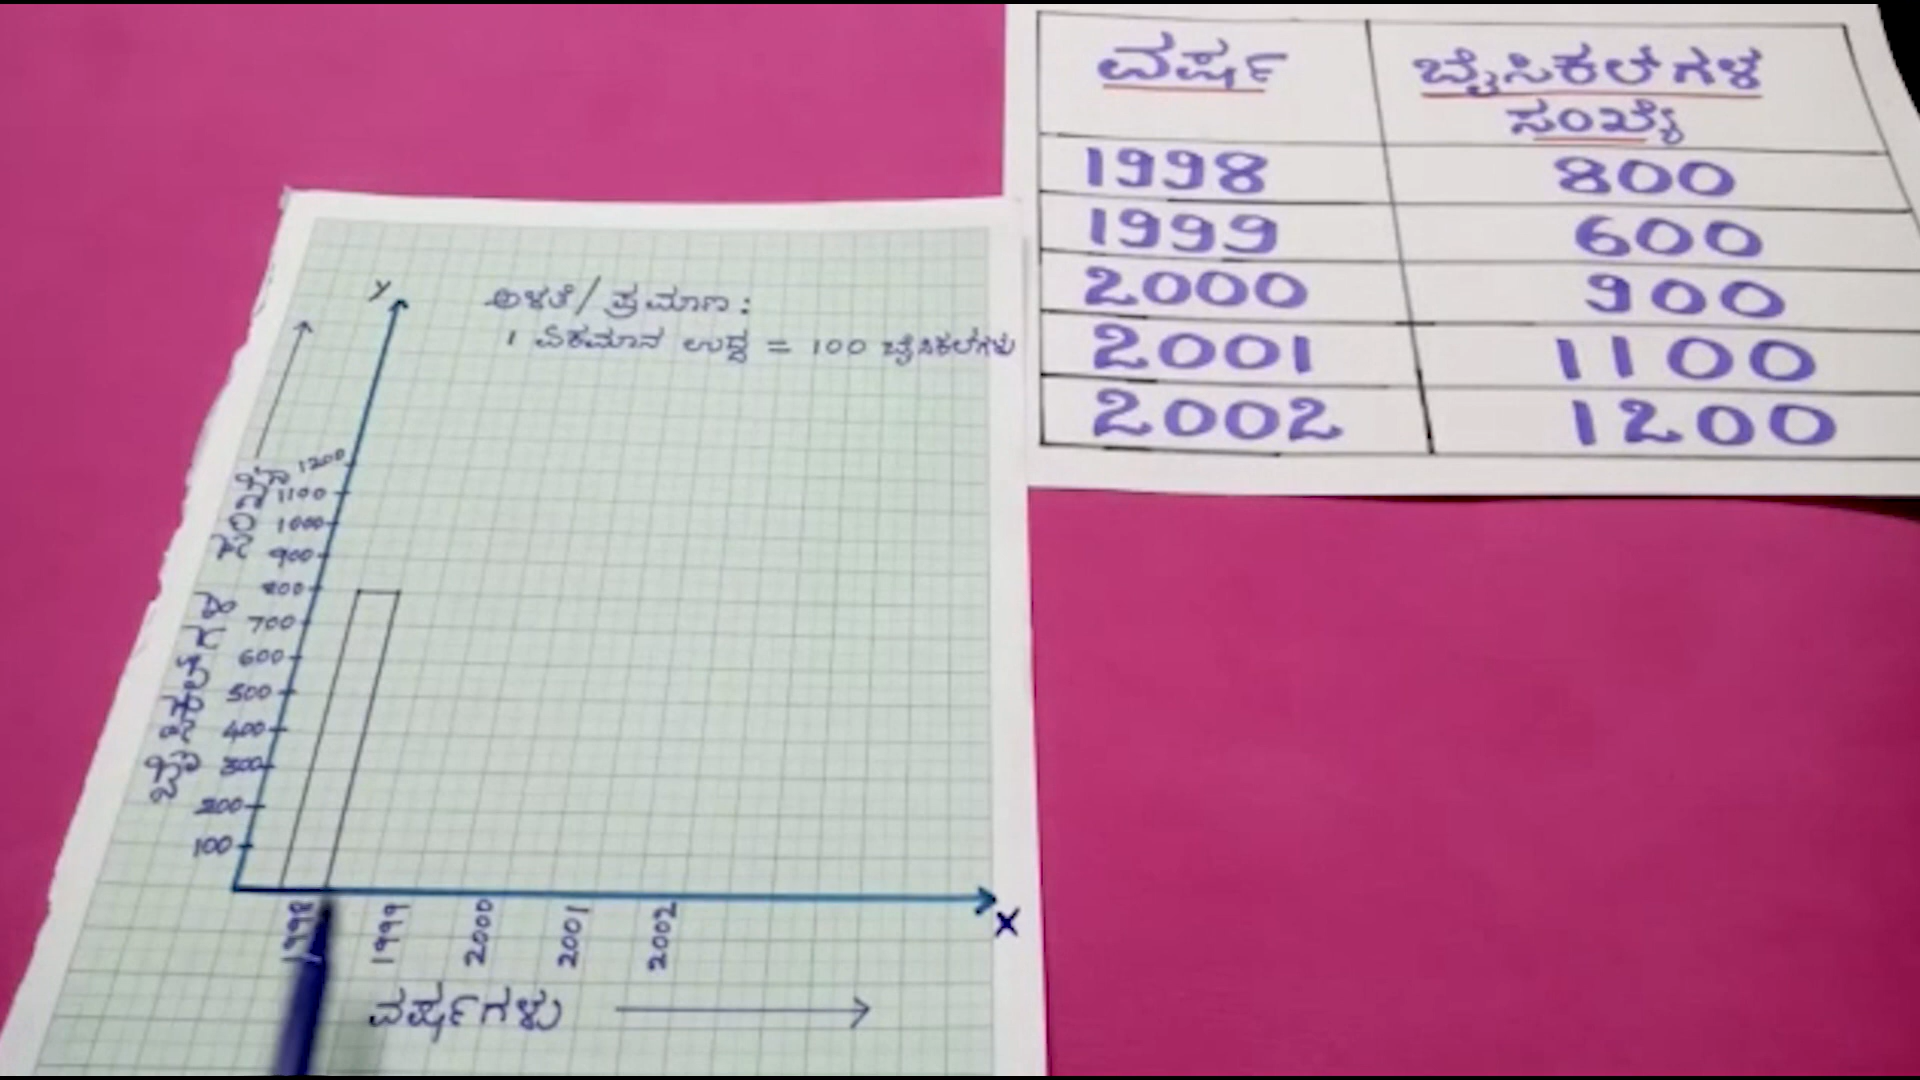 ವರ್ಷ ಬೈಸಿಕಲ್‌ಗಳ ಸಂಖ್ಯೆ
1998 800
1999 600
2000 900
2001 1100
2002 1200
Y
ಅಳತೆ/ಪ್ರಮಾಣ:
1 ಏಕಮಾನ ಉದ್ದ = 100 ಬೈಸಿಕಲ್‌ಗಳು
ಬೈಸಿಕಲ್‌ಗಳ ಸಂಖ್ಯೆ
1200
1100
1000
900
800
700
600
500
400
300
200
100
X
1998 1999 2000 2001 2002
ವರ್ಷಗಳು